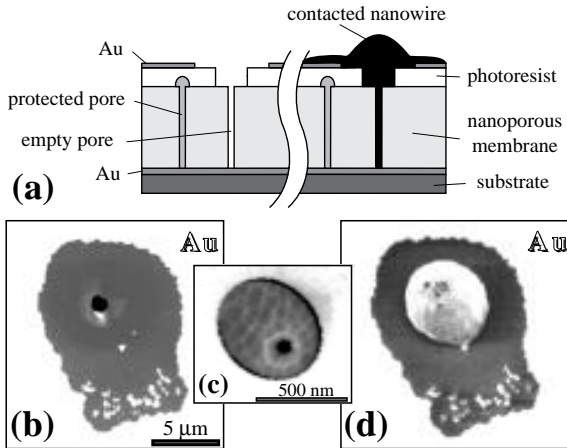 contacted nanowire
Au
photoresist
protected pore
nanoporous
membrane
empty pore
(a)
Au
substrate
Au
Au
(c)
500 nm
(b)
5 μm
(d)